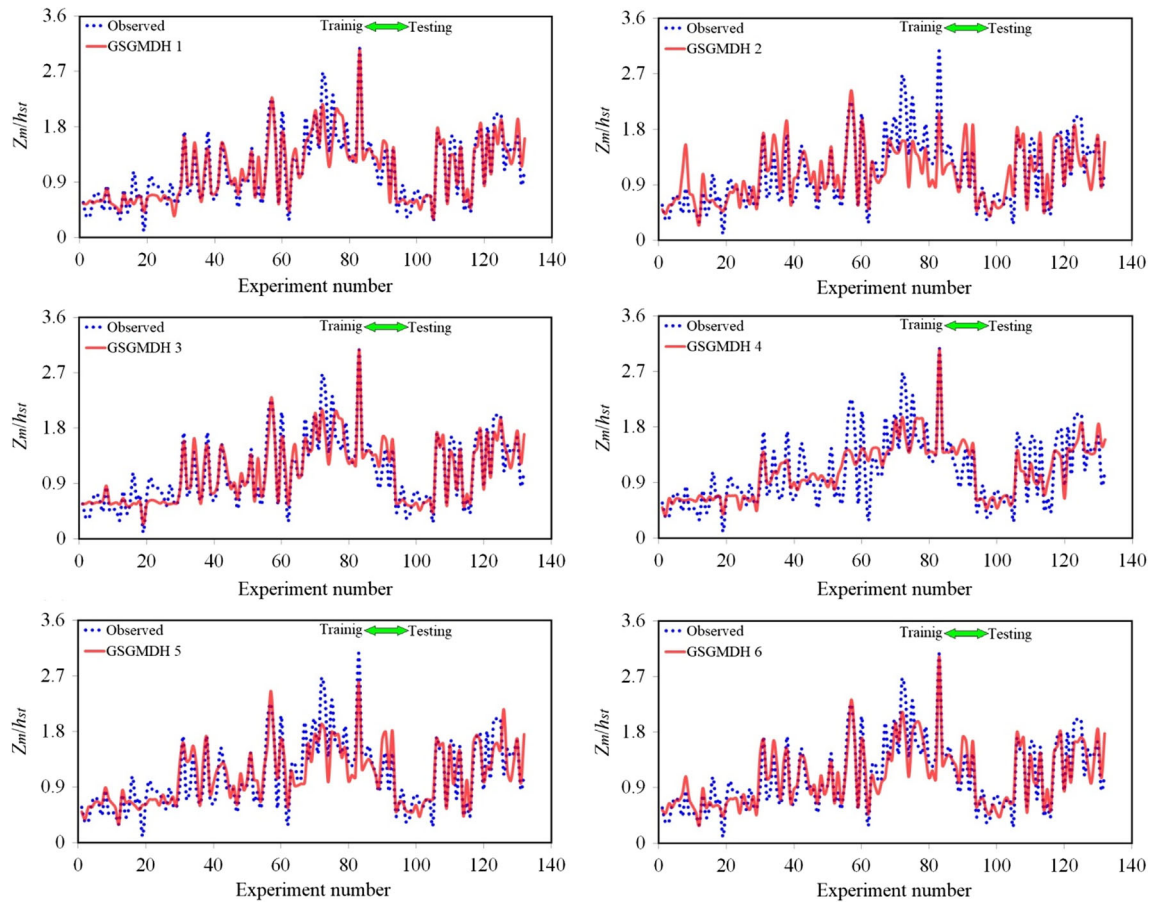 3.6
2.7
1.8
0.9
0
Zm/hst
Observed
GSGMDH 1
Trainig Testing
0 20 40 60 80 100 120 140
Experiment number
3.6
2.7
1.8
0.9
0
Zm/hst
Observed
GSGMDH 2
Trainig Testing
0 20 40 60 80 100 120 140
Experiment number
3.6
2.7
1.8
0.9
0
Zm/hst
Observed
GSGMDH 3
Trainig Testing
0 20 40 60 80 100 120 140
Experiment number
3.6
2.7
1.8
0.9
0
Zm/hst
Observed
GSGMDH 4
Trainig Testing
0 20 40 60 80 100 120 140
Experiment number
3.6
2.7
1.8
0.9
0
Zm/hst
Observed
GSGMDH 5
Trainig Testing
0 20 40 60 80 100 120 140
Experiment number
3.6
2.7
1.8
0.9
0
Zm/hst
Observed
GSGMDH 6
Trainig Testing
0 20 40 60 80 100 120 140
Experiment number